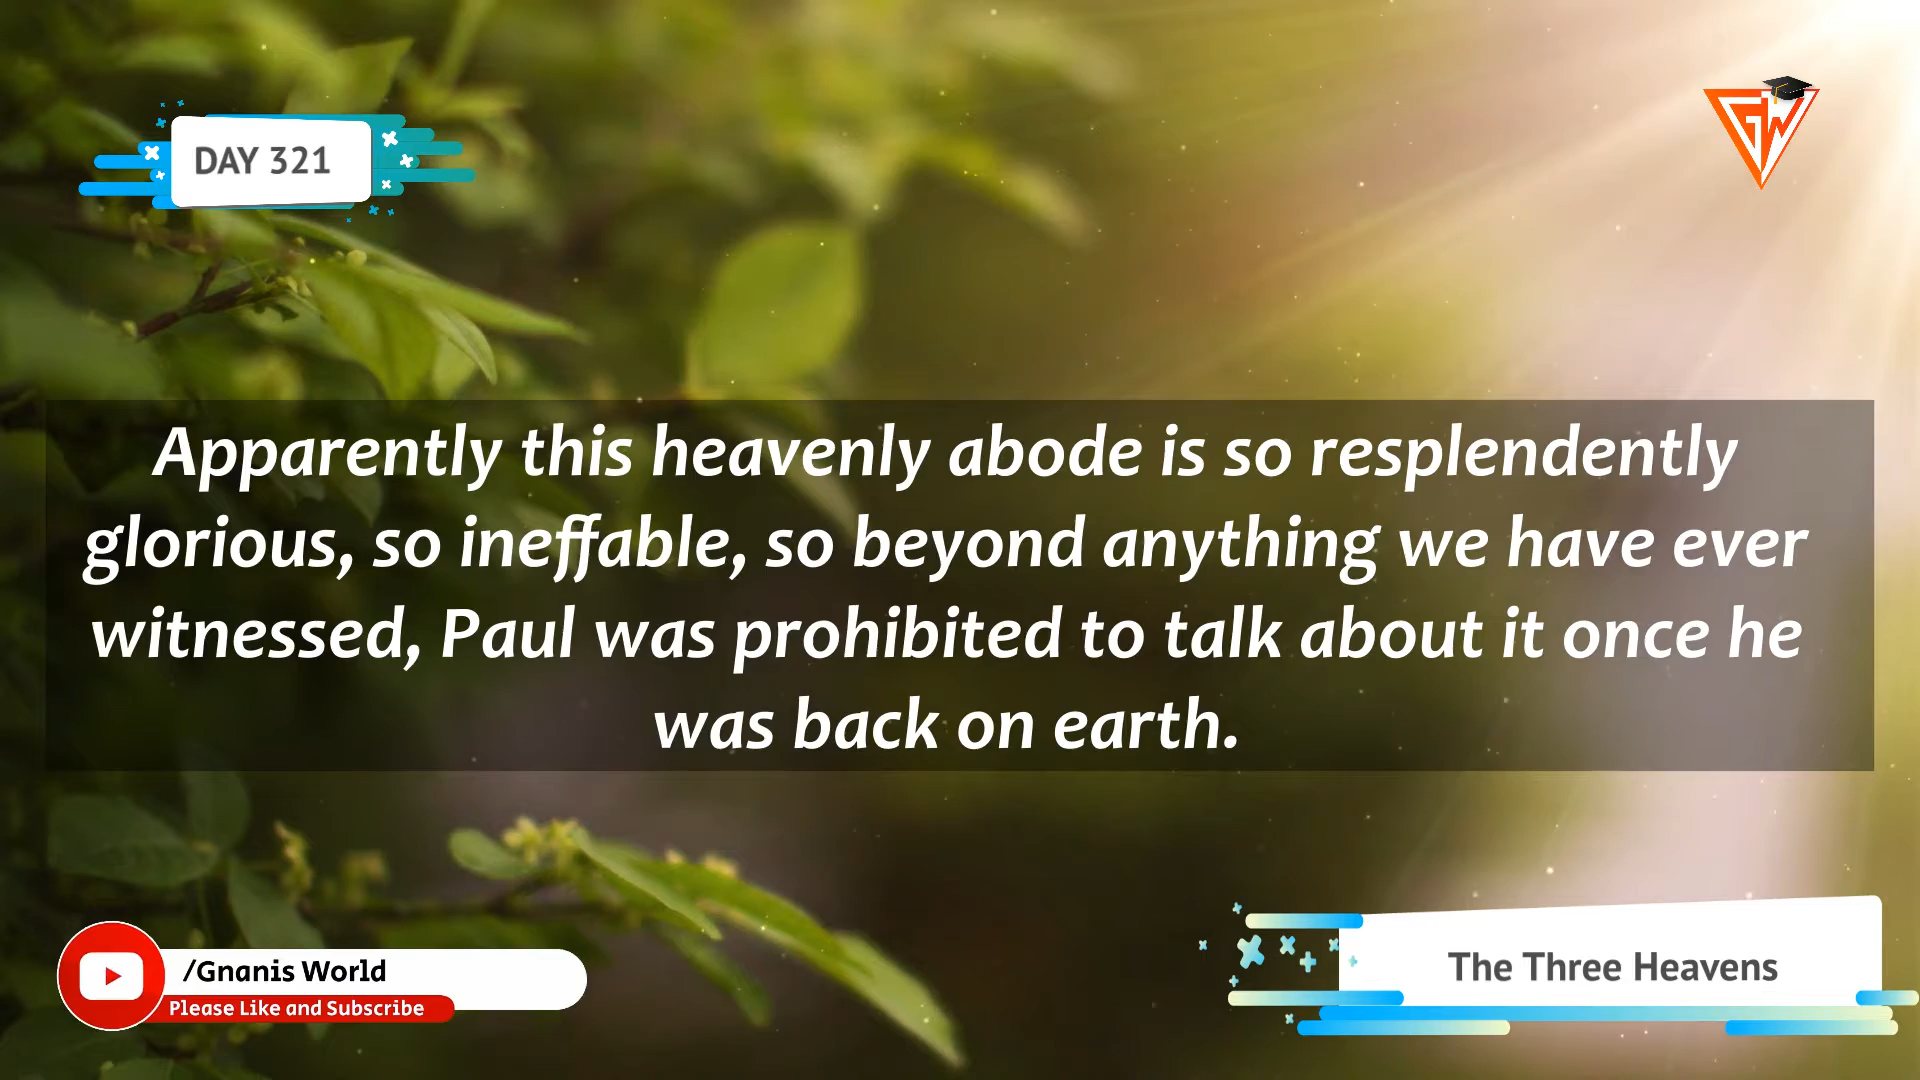 DAY 321
GW
Apparently this heavenly abode is so resplendently
glorious, so ineffable, so beyond anything we have ever
witnessed, Paul was prohibited to talk about it once he
was back on earth.
/Gnanis World
Please Like and Subscribe
The Three Heavens